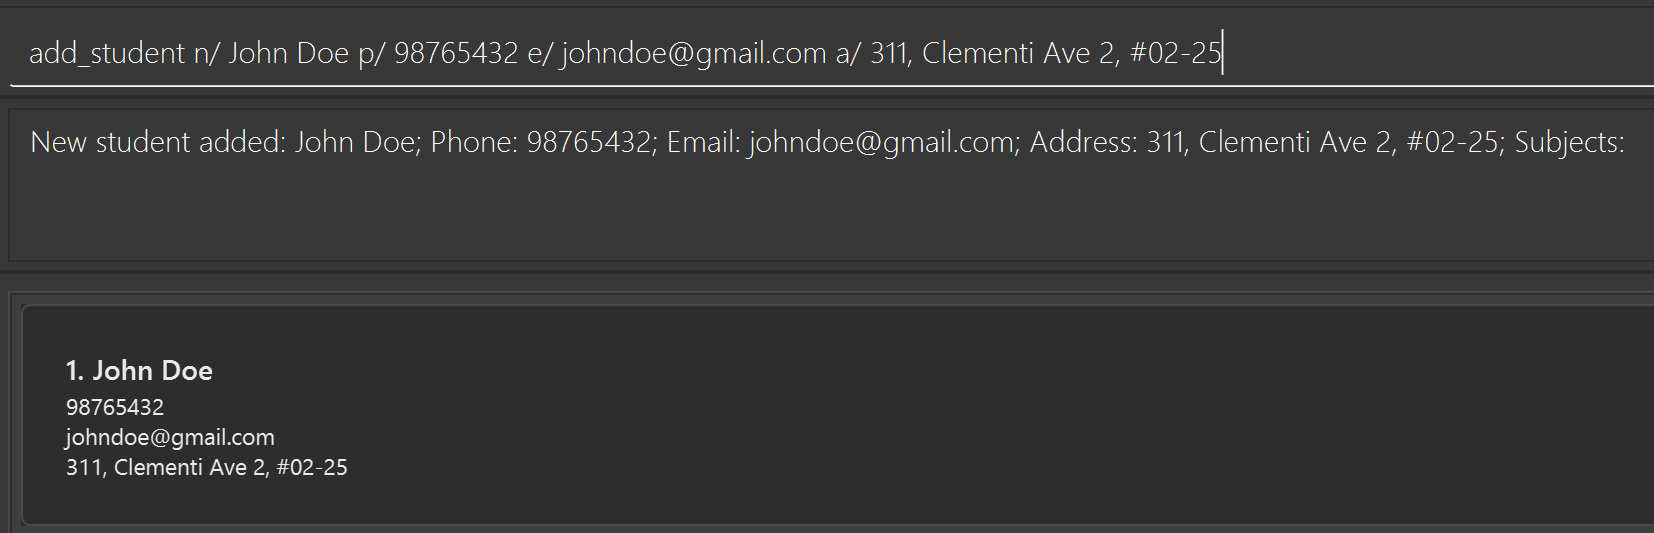 add_student n/ John Doe p/ 98765432 e/ johndoe@gmail.com a/ 311, Clementi Ave 2, #02-25
New student added: John Doe; Phone: 98765432; Email: johndoe@gmail.com; Address: 311, Clementi Ave 2, #02-25; Subjects:
1. John Doe
98765432
johndoe@gmail.com
311, Clementi Ave 2, #02-25